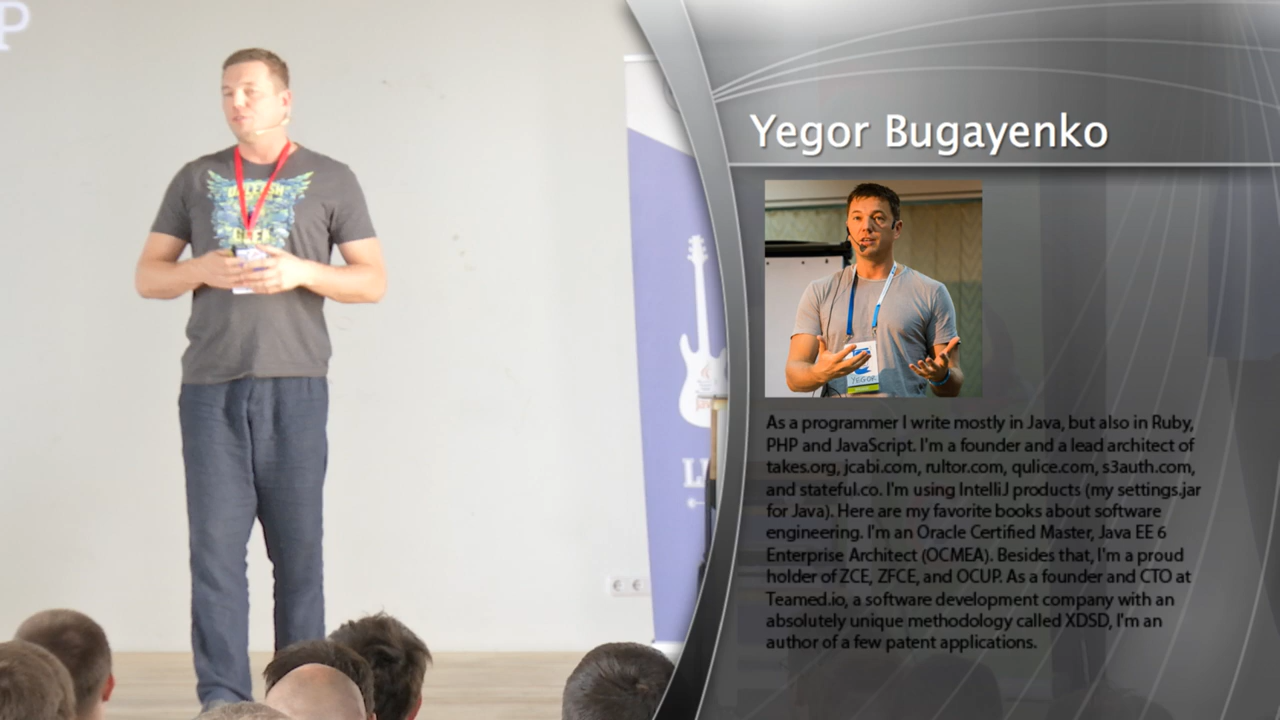 P
Yegor Bugayenko
UNLEASH
YEGOR
As a programmer I write mostly in Java, but also in Ruby,
PHP and JavaScript. I'm a founder and a lead architect of
takes.org, jcabi.com, rultor.com, qulice.com, s3auth.com,
and stateful.co. I'm using IntelliJ products (my settings.jar
for Java). Here are my favorite books about software
engineering. I'm an Oracle Certified Master, Java EE 6
Enterprise Architect (OCMEA). Besides that, I'm a proud
holder of ZCE, ZFCE, and OCUP. As a founder and CTO at
Teamed.io, a software development company with an
absolutely unique methodology called XDSD, I'm an
author of a few patent applications.